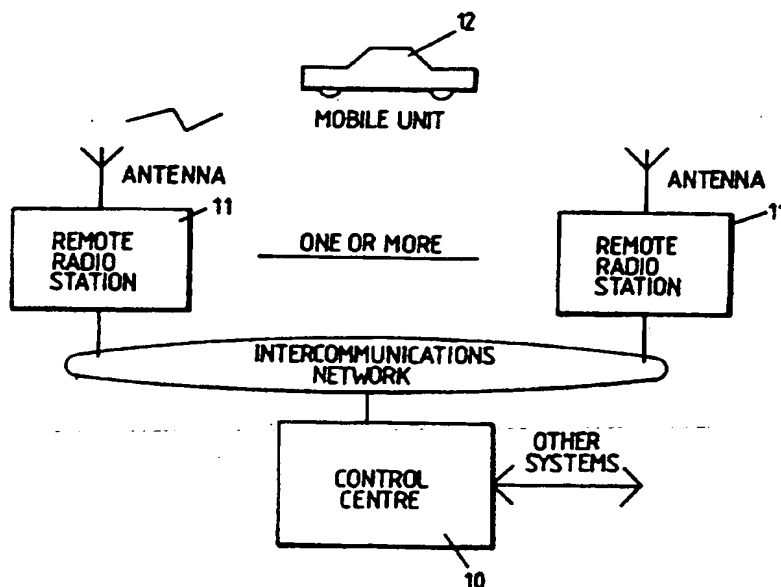 12
MOBILE UNIT
ANTENNA
ANTENNA
11
11
REMOTE
RADIO
STATION
ONE OR MORE
REMOTE
RADIO
STATION
INTERCOMMUNICATIONS
NETWORK
OTHER
SYSTEMS
CONTROL
CENTRE
10